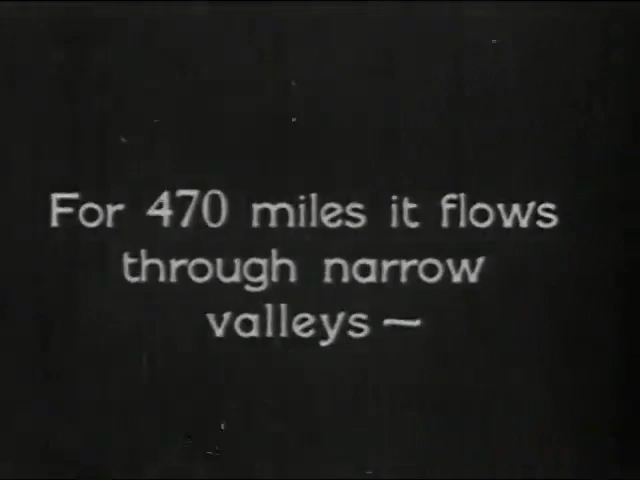 For 470 miles it flows
through narrow
valleys —